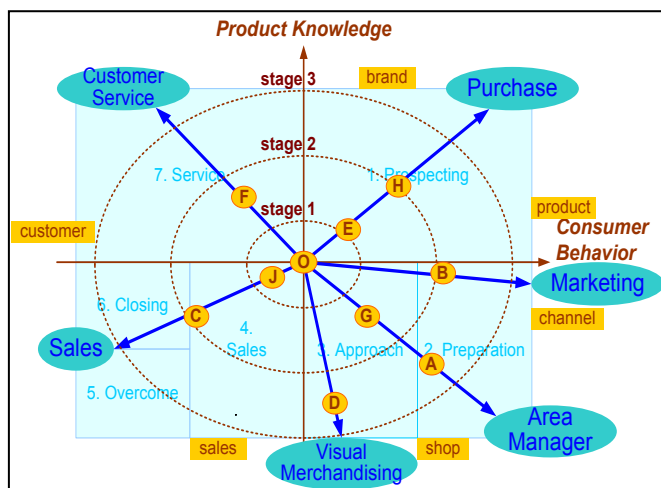 Product Knowledge
Customer
Service
stage 3
brand
Purchase
stage 2
7. Service
1. Prospecting
F
H
stage 1
product
customer
E
Consumer
Behavior
O
J
B
Marketing
6. Closing
C
G
channel
4.
Sales
Sales
3. Approach
2. Preparation
A
5. Overcome
D
Area
Manager
sales
shop
Visual
Merchandising